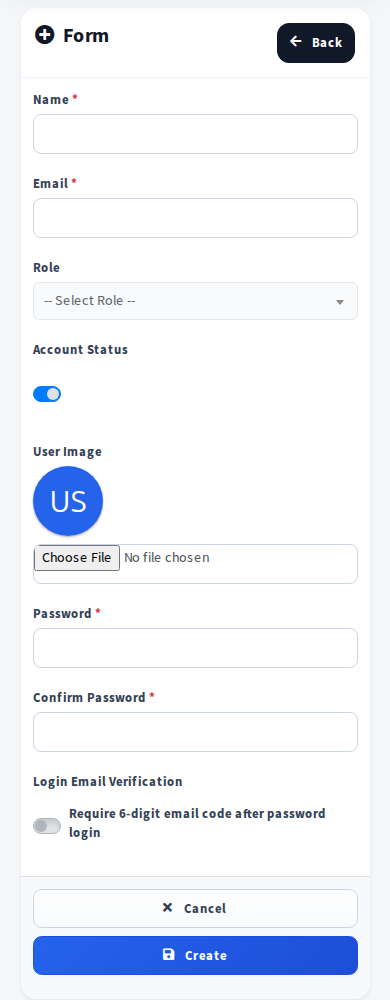 Form
Back
Name *
Email *
Role
-- Select Role --
Account Status
User Image
US
Choose File No file chosen
Password *
Confirm Password *
Login Email Verification
Require 6-digit email code after password
login
Cancel
Create